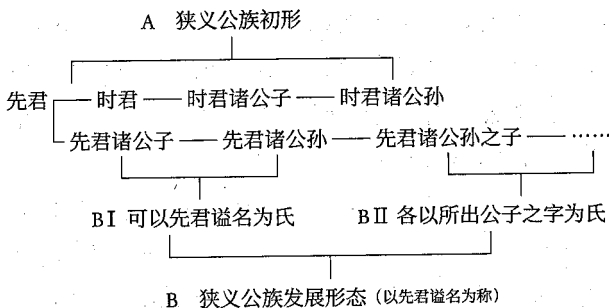 A 狭义公族初形
先君 时君 — 时君诸公子 — 时君诸公孙
先君诸公子 — 先君诸公孙 — 先君诸公孙之子 — ……
BⅠ 可以先君谥名为氏 BⅡ 各以所出公子之字为氏
B 狭义公族发展形态（以先君谥名为称）